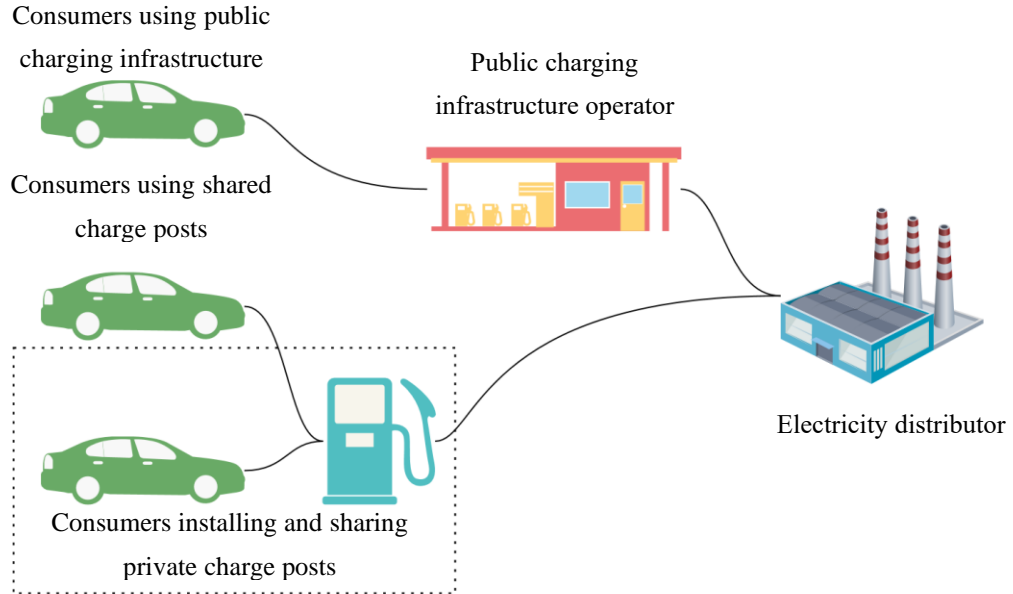 Consumers using public
charging infrastructure
Public charging
infrastructure operator
Consumers using shared
charge posts
Electricity distributor
Consumers installing and sharing
private charge posts